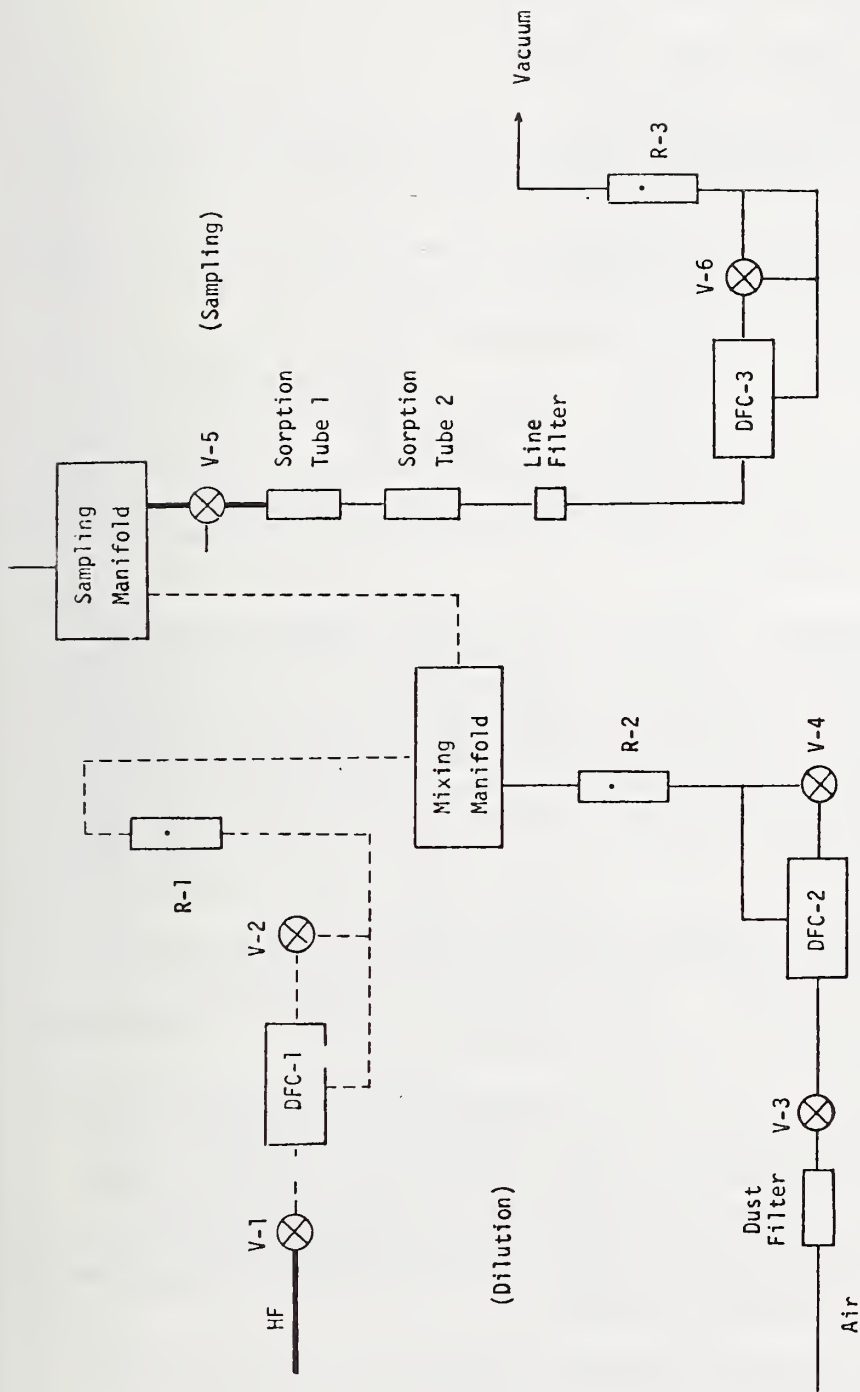 HF
V-1
DFC-1
V-2
R-1
(Dilution)
Air
Dust
Filter
V-3
DFC-2
V-4
R-2
Mixing
Manifold
Sampling
Manifold
(Sampling)
V-5
Sorption
Tube 1
Sorption
Tube 2
Line
Filter
DFC-3
V-6
R-3
Vacuum